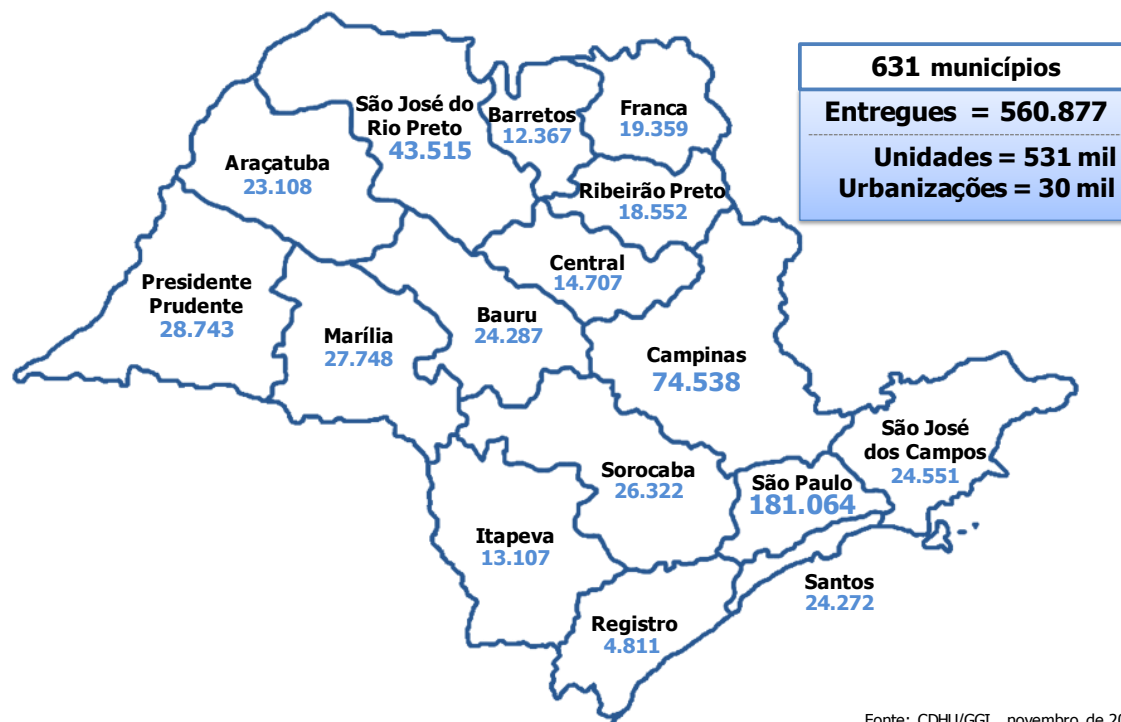 631 municípios
Entregues = 560.877
Unidades = 531 mil
Urbanizações = 30 mil
São José do
Rio Preto
43.515
Barretos
12.367
Franca
19.359
Araçatuba
23.108
Ribeirão Preto
18.552
Central
14.707
Presidente
Prudente
28.743
Marília
27.748
Bauru
24.287
Campinas
74.538
São José
dos Campos
24.551
Sorocaba
26.322
São Paulo
181.064
Itapeva
13.107
Santos
24.272
Registro
4.811
Fonte: CDHU/GGI novembro de